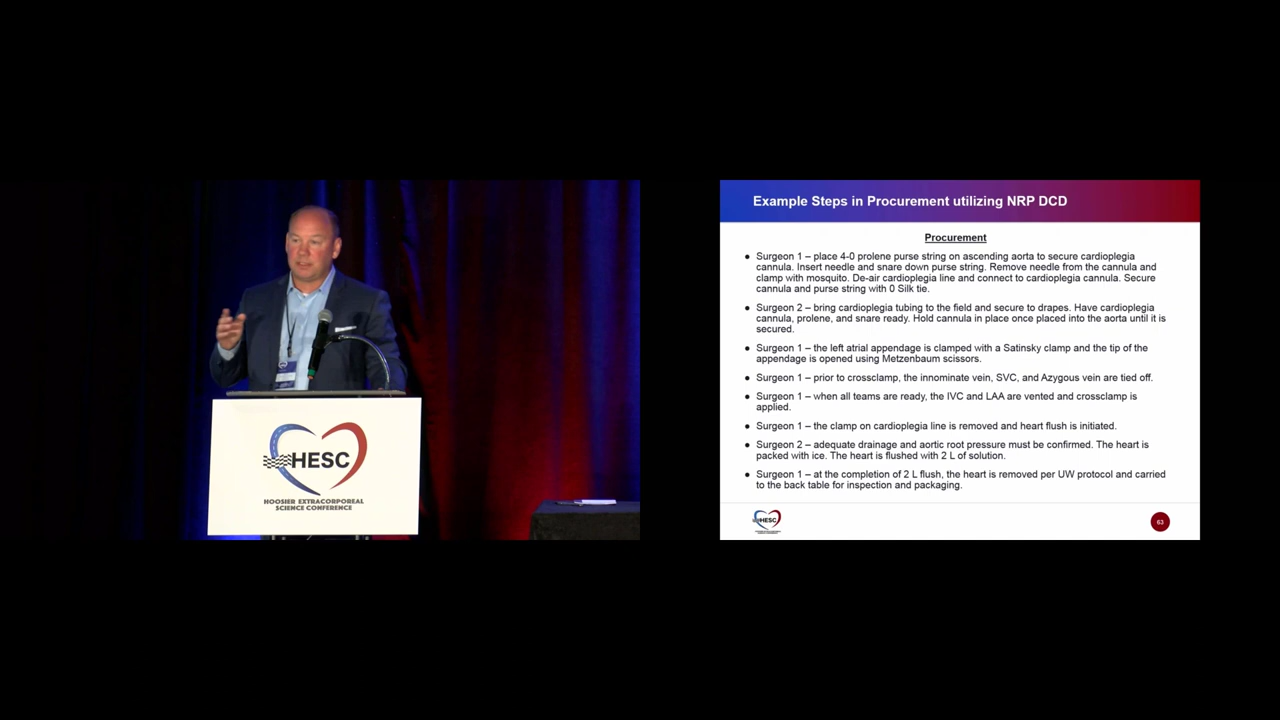 HESC
HOOSIER EXTRACORPOREAL
SCIENCE CONFERENCE
Example Steps in Procurement utilizing NRP DCD
Procurement
● Surgeon 1 – place 4-0 prolene purse string on ascending aorta to secure cardioplegia
cannula. Insert needle and snare down purse string. Remove needle from the cannula and
clamp with mosquito. De-air cardioplegia line and connect to cardioplegia cannula. Secure
cannula and purse string with 0 Silk tie.
● Surgeon 2 – bring cardioplegia tubing to the field and secure to drapes. Have cardioplegia
cannula, prolene, and snare ready. Hold cannula in place once placed into the aorta until it is
secured.
● Surgeon 1 – the left atrial appendage is clamped with a Satinsky clamp and the tip of the
appendage is opened using Metzenbaum scissors.
● Surgeon 1 – prior to crossclamp, the innominate vein, SVC, and Azygous vein are tied off.
● Surgeon 1 – when all teams are ready, the IVC and LAA are vented and crossclamp is
applied.
● Surgeon 1 – the clamp on cardioplegia line is removed and heart flush is initiated.
● Surgeon 2 – adequate drainage and aortic root pressure must be confirmed. The heart is
packed with ice. The heart is flushed with 2 L of solution.
● Surgeon 1 – at the completion of 2 L flush, the heart is removed per UW protocol and carried
to the back table for inspection and packaging.
HESC
63